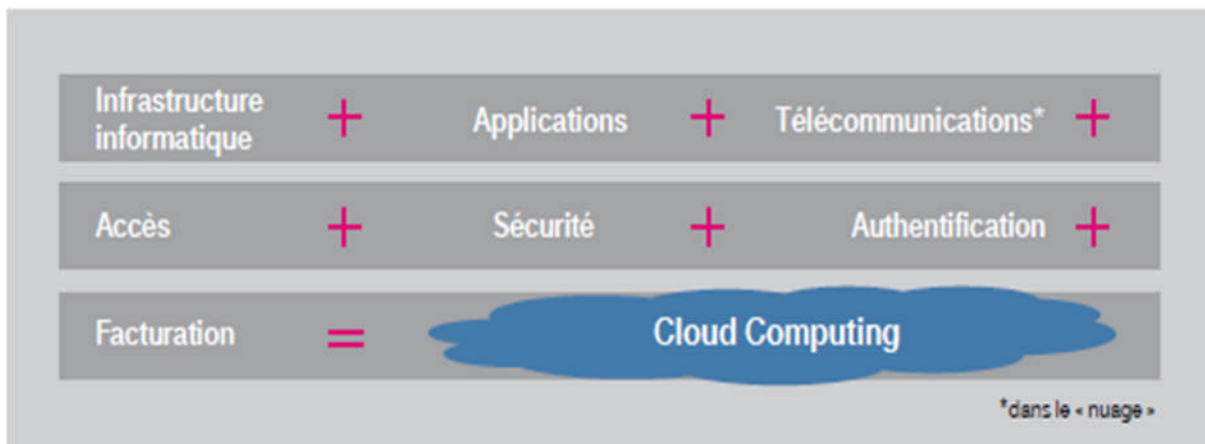 Infrastructure
informatique + Applications + Télécommunications* +
Accès + Sécurité + Authentification +
Facturation = Cloud Computing
*dans le « nuage »